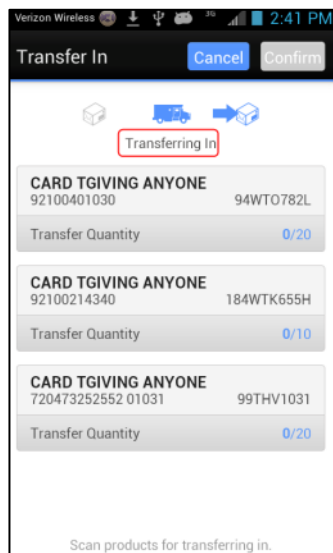 Verizon Wireless 3G 2:41 PM
Transfer In Cancel Confirm
Transferring In
CARD TGIVING ANYONE
92100401030 94WTO782L
Transfer Quantity 0/20
CARD TGIVING ANYONE
92100214340 184WTK655H
Transfer Quantity 0/10
CARD TGIVING ANYONE
720473252552 01031 99THV1031
Transfer Quantity 0/20
Scan products for transferring in.